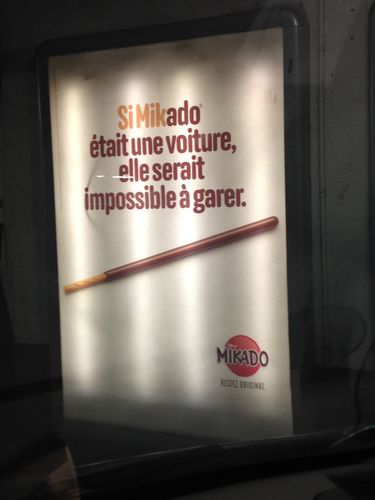 Si Mikado®
était une voiture,
elle serait
impossible à garer.
MIKADO
RESTEZ ORIGINAL.